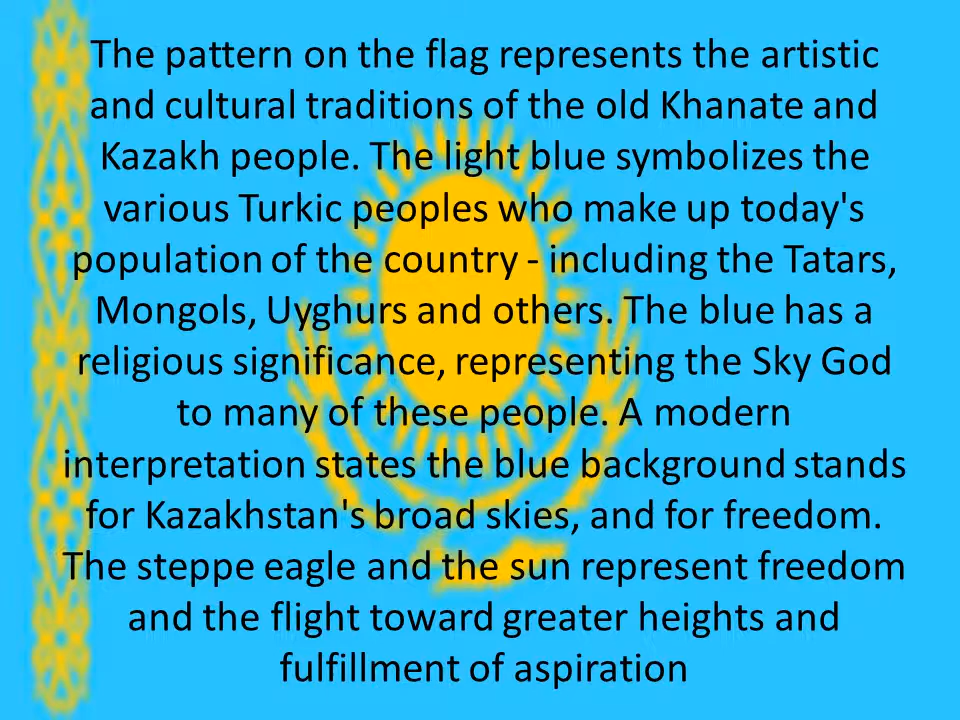 The pattern on the flag represents the artistic
and cultural traditions of the old Khanate and
Kazakh people. The light blue symbolizes the
various Turkic peoples who make up today's
population of the country - including the Tatars,
Mongols, Uyghurs and others. The blue has a
religious significance, representing the Sky God
to many of these people. A modern
interpretation states the blue background stands
for Kazakhstan's broad skies, and for freedom.
The steppe eagle and the sun represent freedom
and the flight toward greater heights and
fulfillment of aspiration